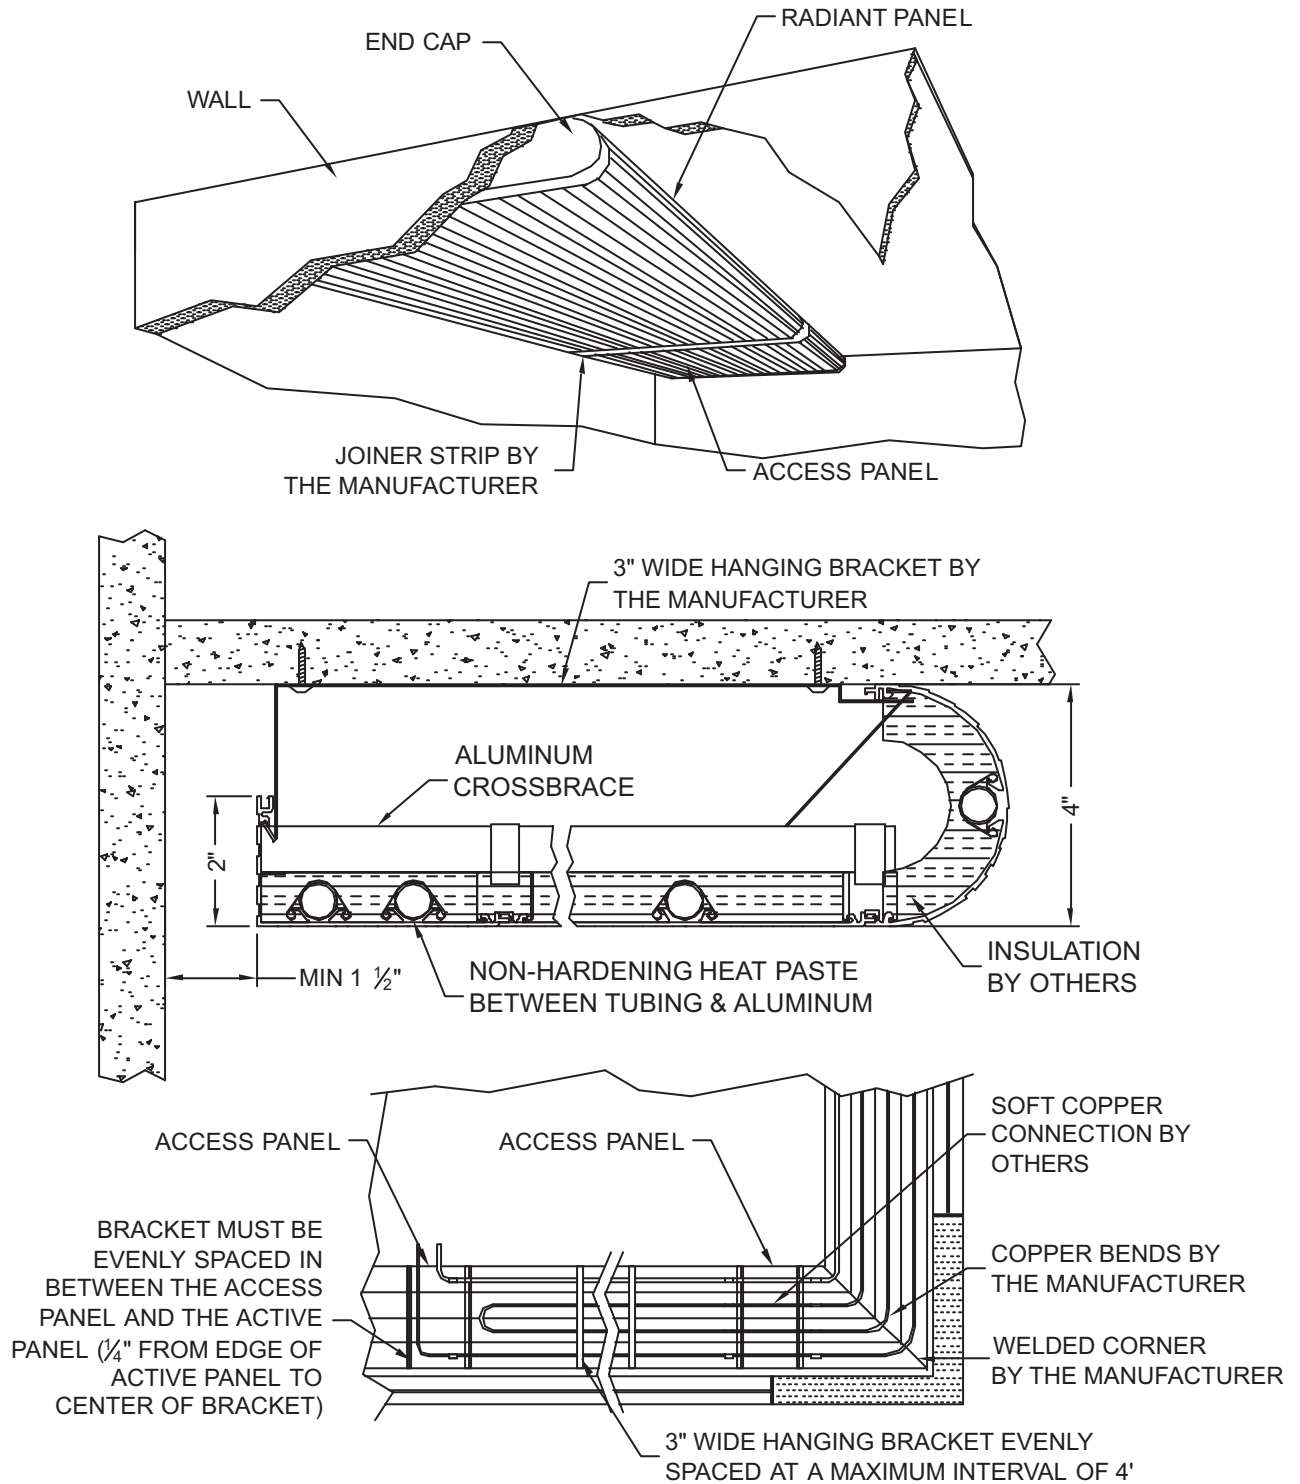 RADIANT PANEL
END CAP
WALL
JOINER STRIP BY
THE MANUFACTURER
ACCESS PANEL
3" WIDE HANGING BRACKET BY
THE MANUFACTURER
ALUMINUM
CROSSBRACE
2"
4"
MIN 1 ½"
NON-HARDENING HEAT PASTE
BETWEEN TUBING & ALUMINUM
INSULATION
BY OTHERS
SOFT COPPER
CONNECTION BY
OTHERS
ACCESS PANEL
ACCESS PANEL
BRACKET MUST BE
EVENLY SPACED IN
BETWEEN THE ACCESS
PANEL AND THE ACTIVE
PANEL (¼" FROM EDGE OF
ACTIVE PANEL TO
CENTER OF BRACKET)
COPPER BENDS BY
THE MANUFACTURER
WELDED CORNER
BY THE MANUFACTURER
3" WIDE HANGING BRACKET EVENLY
SPACED AT A MAXIMUM INTERVAL OF 4'